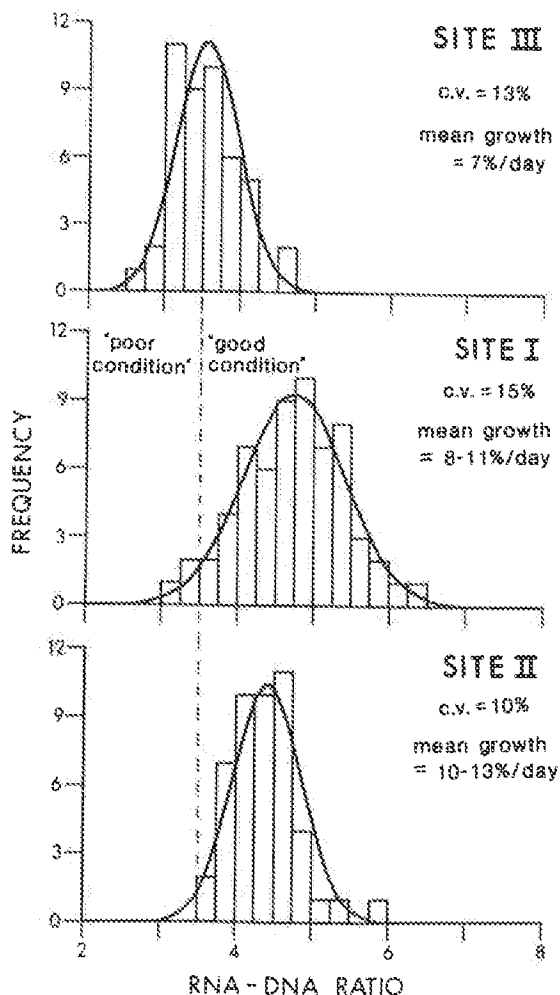 12
9
6
3
0
SITE III
c.v. = 13%
mean growth
= 7%/day
12
9
6
3
0
"poor
condition"
"good
condition"
SITE I
c.v. = 15%
mean growth
= 8-11%/day
FREQUENCY
12
9
6
3
0
SITE II
c.v. = 10%
mean growth
= 10-13%/day
2 4 6 8
RNA-DNA RATIO